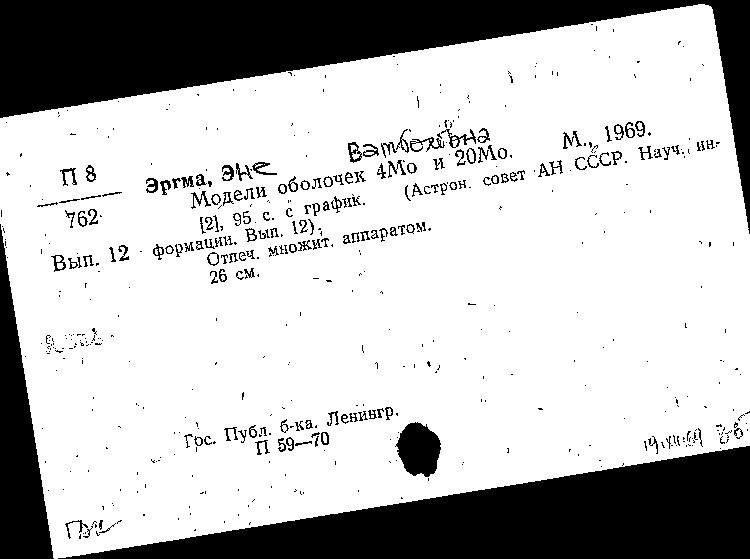 П 8
762
Вып. 12
Эргма, Эне
Модели оболочек 4Мо и 20Мо. М., 1969.
[2], 95 с. с график. (Астрон. совет АН СССР. Науч. ин-
формации. Вып. 12).
Отпеч. множит. аппаратом.
26 см.
Гос. Публ. б-ка. Ленингр.
П 59—70